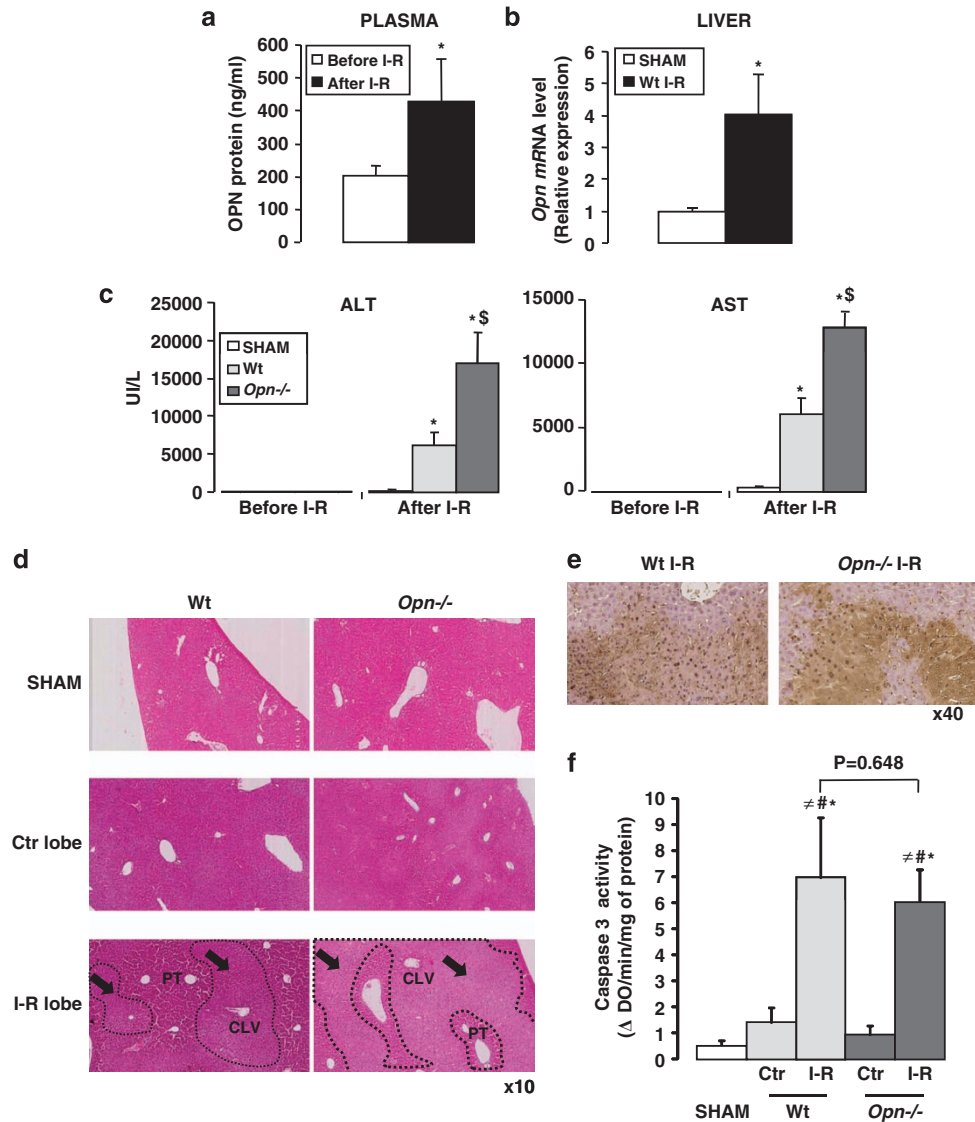 a
PLASMA
OPN protein (ng/ml)
600
500
400
300
200
100
0
Before I-R
After I-R
*
b
LIVER
Opn mRNA level
(Relative expression)
6
5
4
3
2
1
0
SHAM
Wt I-R
*
c
ALT
UI/L
25000
20000
15000
10000
5000
0
SHAM
Wt
Opn-/-
*
*$
Before I-R
After I-R
AST
15000
10000
5000
0
*
*$
Before I-R
After I-R
d
Wt
Opn-/-
SHAM
Ctr lobe
I-R lobe
PT
CLV
CLV
PT
x10
e
Wt I-R
Opn-/- I-R
x40
f
P=0.648
Caspase 3 activity
(Δ DO/min/mg of protein)
10
9
8
7
6
5
4
3
2
1
0
≠#*
≠#*
Ctr
I-R
Ctr
I-R
SHAM
Wt
Opn-/-